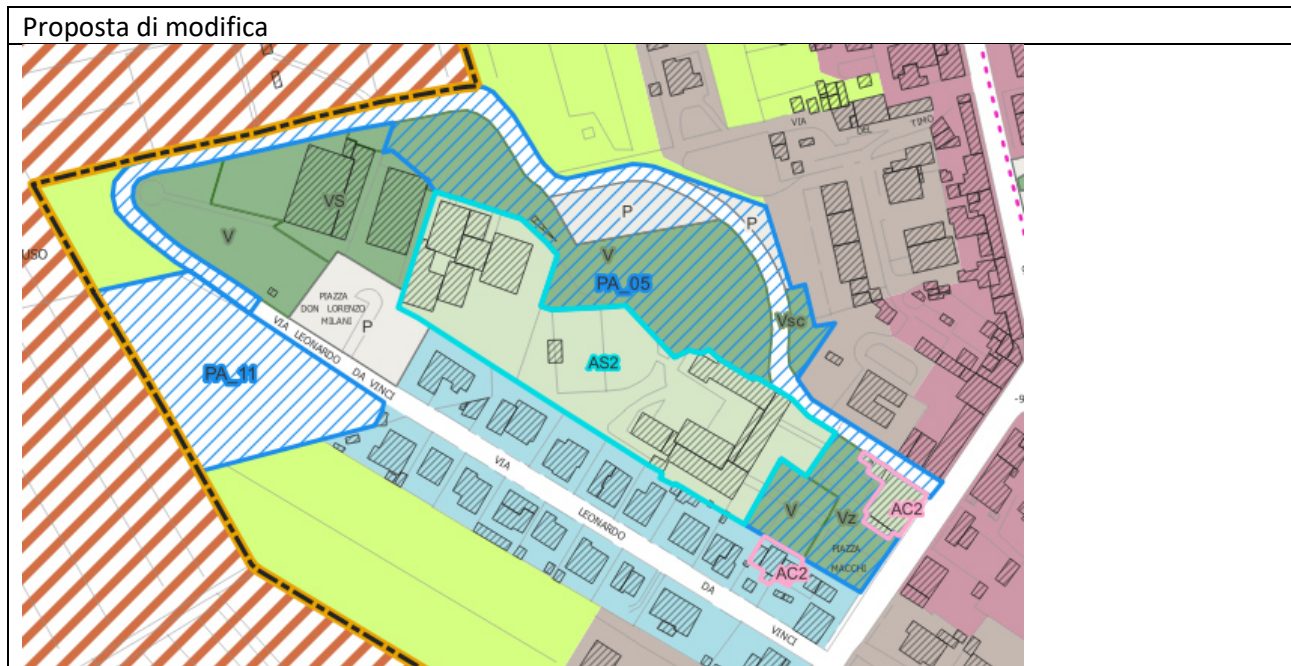 Proposta di modifica
VIA
DEL
TIMO
VS
V
P
P
USO
V
PA_05
PIAZZA
DON LORENZO
MILANI
P
Vsc
VIA LEONARDO
DA VINCI
PA_11
AS2
VIA
LEONARDO
DA
VINCI
V
Vz
AC2
PIAZZA
MACCHI
AC2